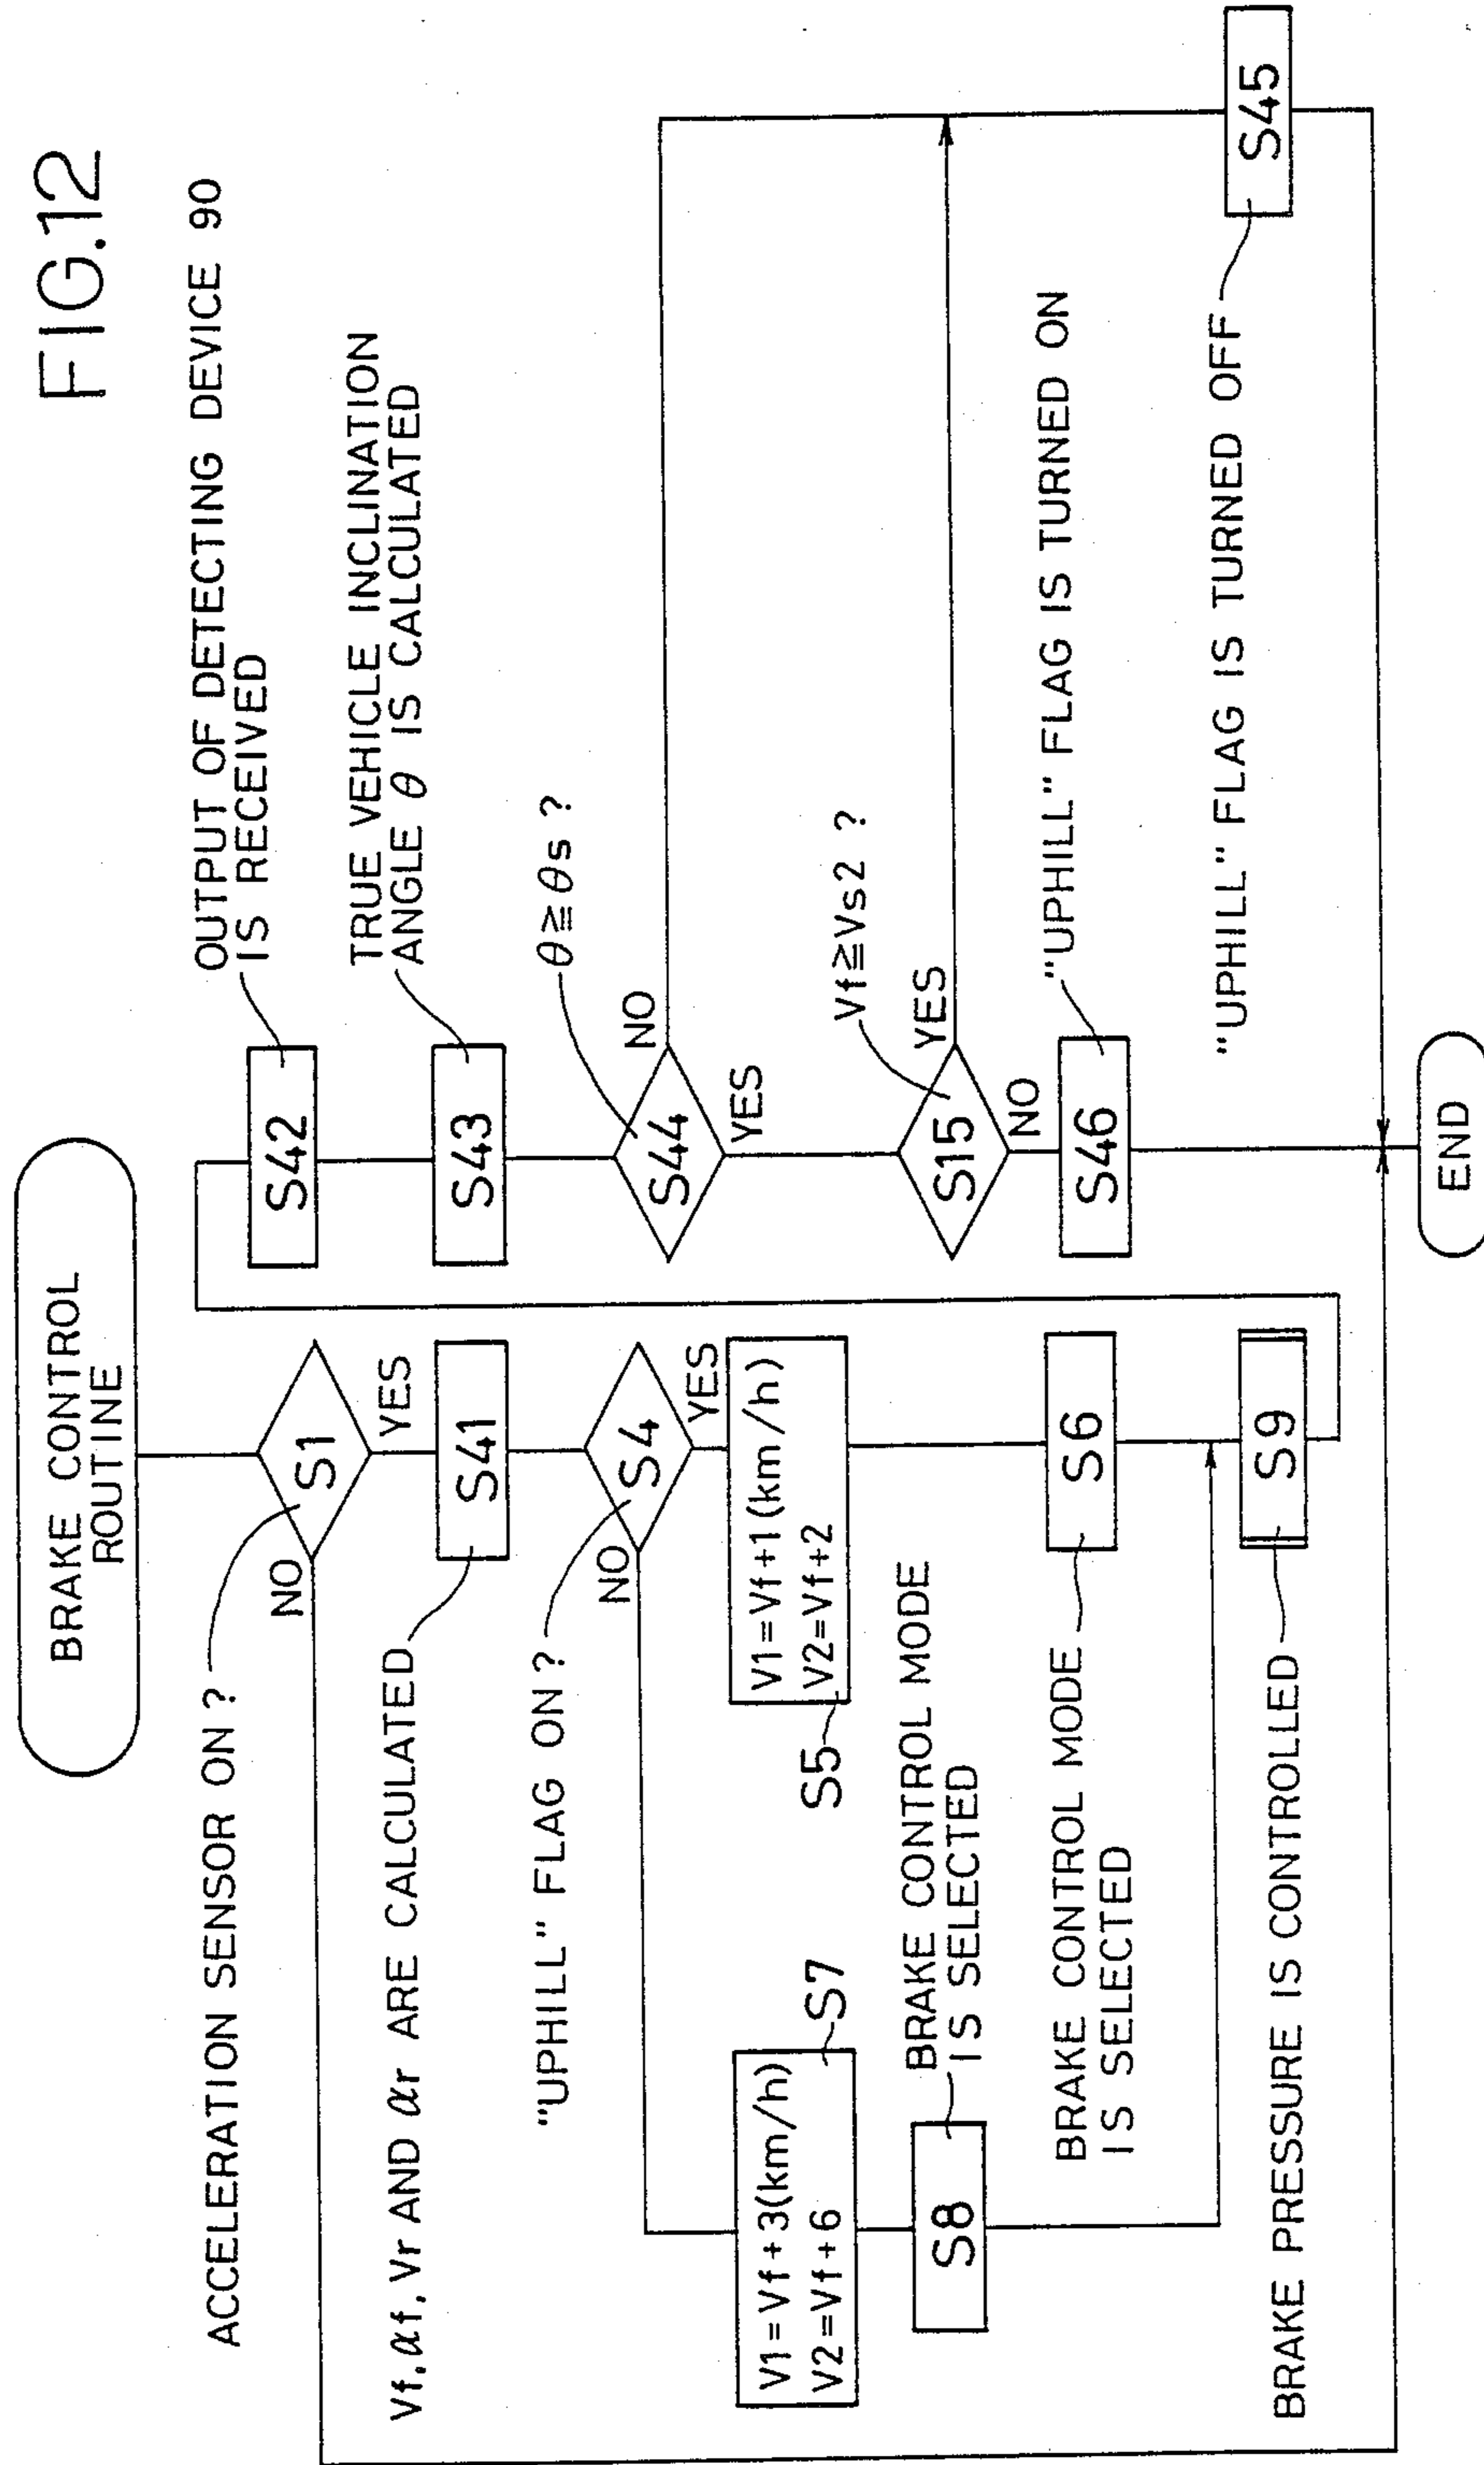 FIG.12
BRAKE CONTROL
ROUTINE
ACCELERATION SENSOR ON ?
S1
NO
YES
Vf, αf, Vr AND αr ARE CALCULATED
S41
"UPHILL" FLAG ON ?
S4
NO
YES
V1=Vf+3(km/h)
V2=Vf+6
S7
V1=Vf+1(km/h)
V2=Vf+2
S5
S8
BRAKE CONTROL MODE
IS SELECTED
BRAKE CONTROL MODE
IS SELECTED
S6
BRAKE PRESSURE IS CONTROLLED
S9
OUTPUT OF DETECTING DEVICE 90
IS RECEIVED
S42
TRUE VEHICLE INCLINATION
ANGLE θ IS CALCULATED
S43
θ≧θs ?
S44
NO
YES
Vf≧Vs2 ?
S15
YES
NO
S46
"UPHILL" FLAG IS TURNED ON
"UPHILL" FLAG IS TURNED OFF
S45
END